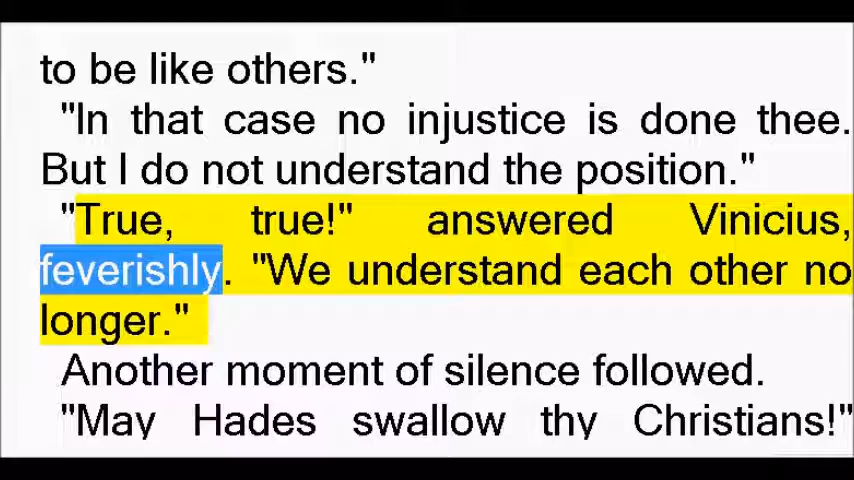 to be like others."
"In that case no injustice is done thee.
But I do not understand the position."
"True, true!" answered Vinicius,
feverishly. "We understand each other no
longer."
Another moment of silence followed.
"May Hades swallow thy Christians!"